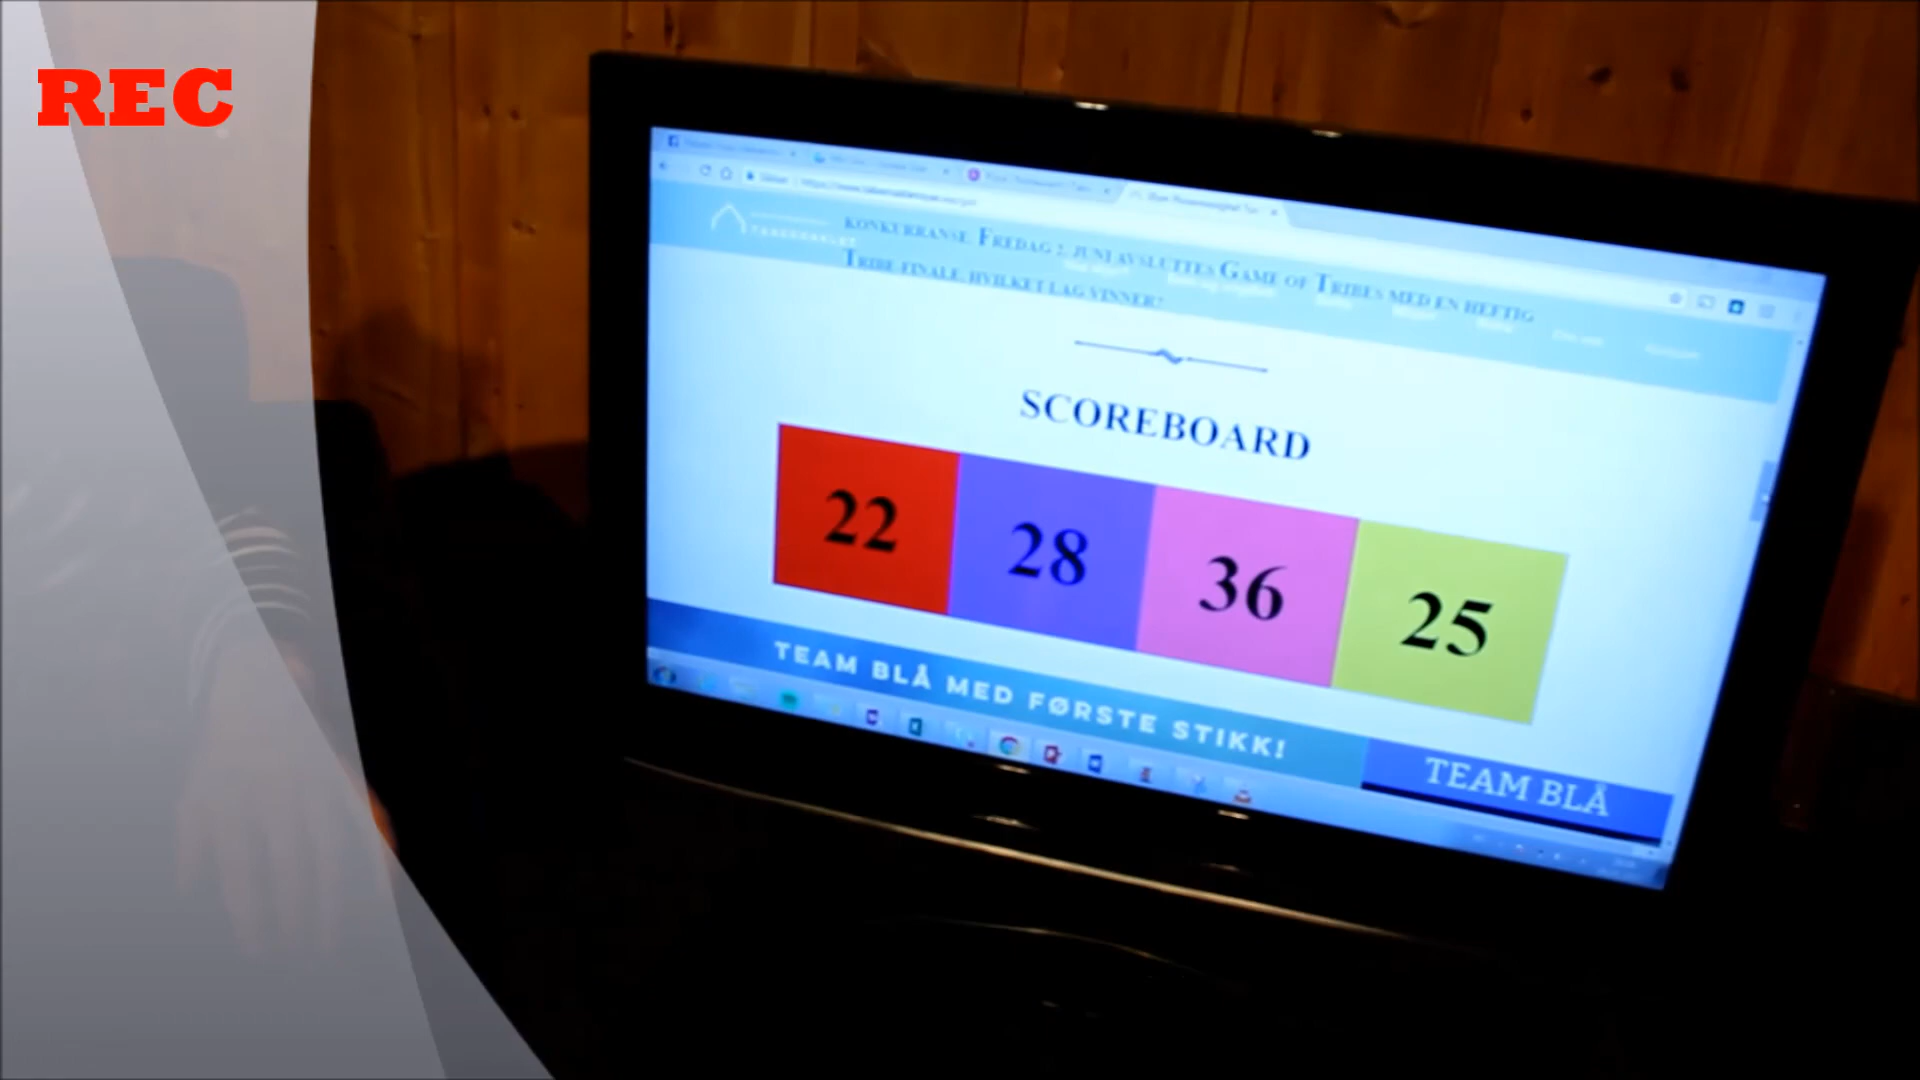 REC
KONKURRANSE. FREDAG 2. JUNI AVSLUTTES GAME OF TRIBES MED EN HEFTIG
TRIBE-FINALE. HVILKET LAG VINNER?
SCOREBOARD
22 28 36 25
TEAM BLÅ MED FØRSTE STIKK!
TEAM BLÅ